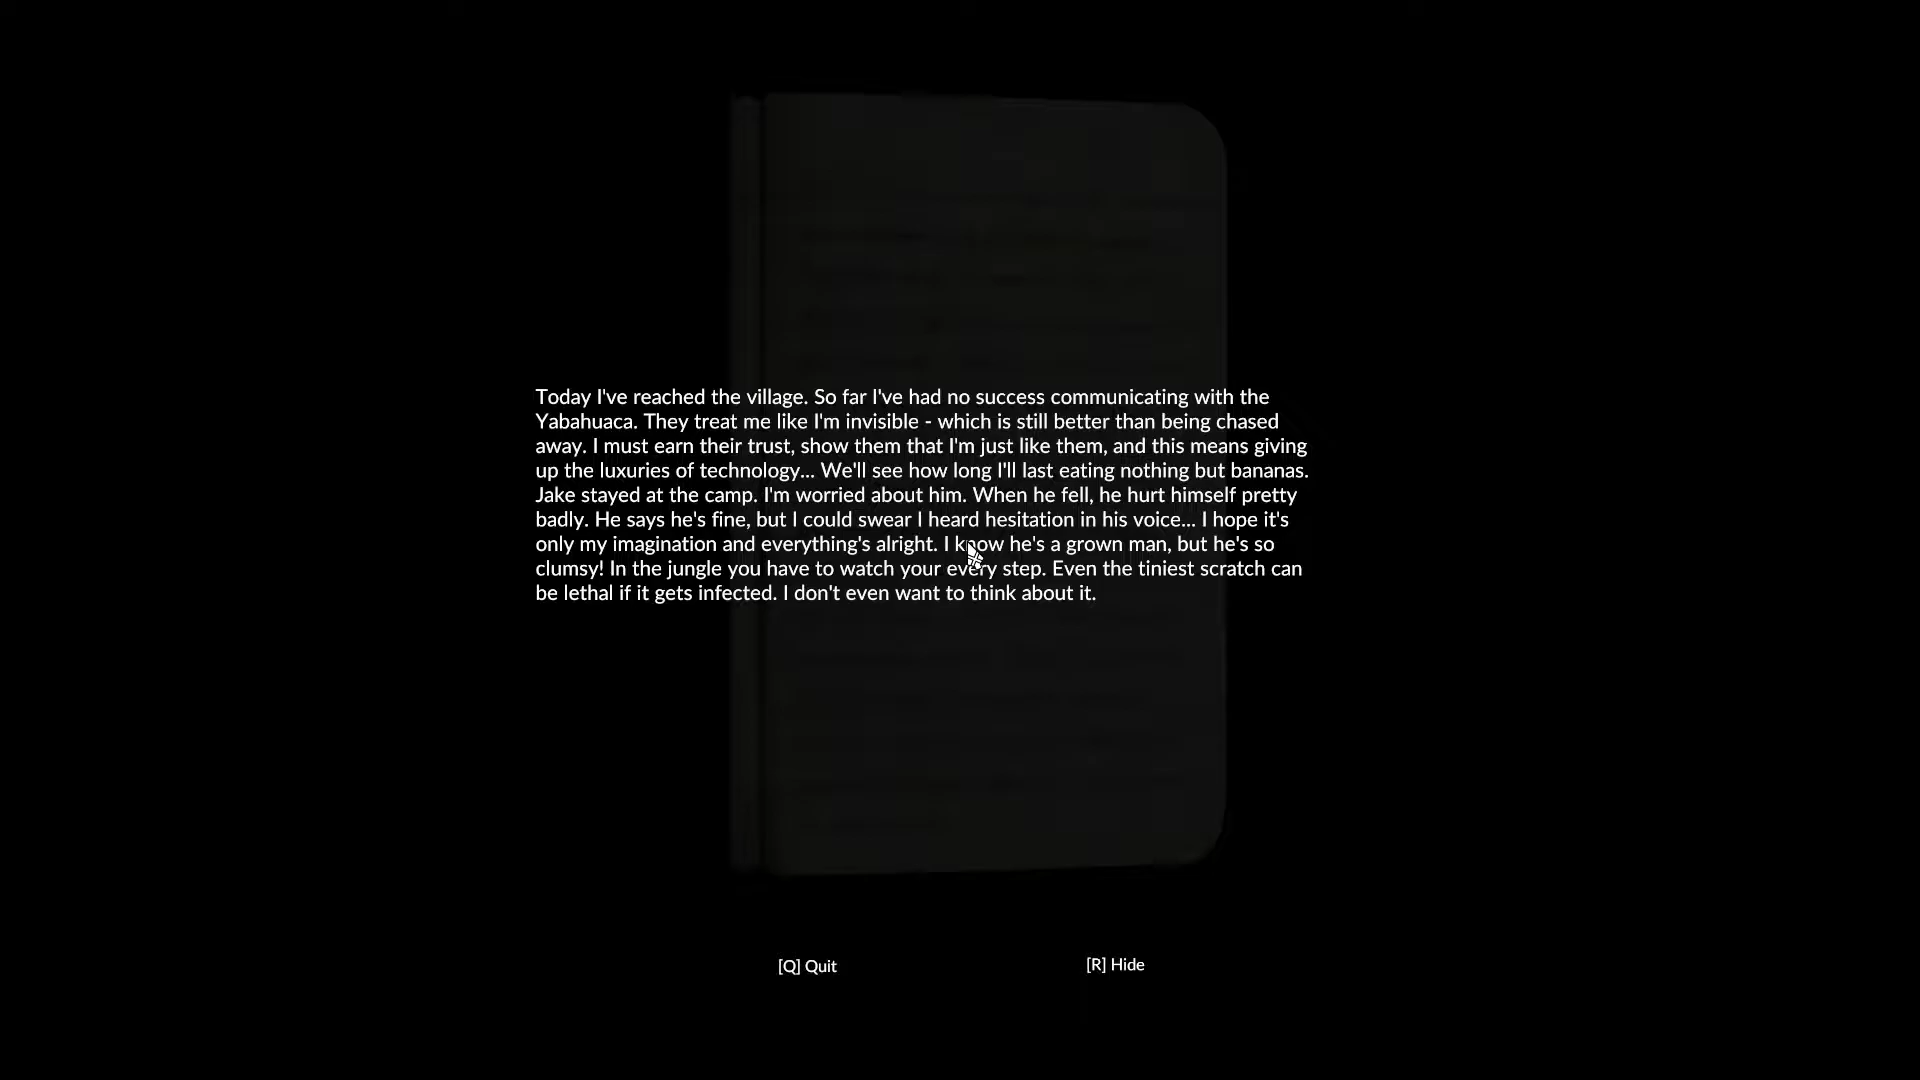 Today I've reached the village. So far I've had no success communicating with the
Yabahuaca. They treat me like I'm invisible - which is still better than being chased
away. I must earn their trust, show them that I'm just like them, and this means giving
up the luxuries of technology... We'll see how long I'll last eating nothing but bananas.
Jake stayed at the camp. I'm worried about him. When he fell, he hurt himself pretty
badly. He says he's fine, but I could swear I heard hesitation in his voice... I hope it's
only my imagination and everything's alright. I know he's a grown man, but he's so
clumsy! In the jungle you have to watch your every step. Even the tiniest scratch can
be lethal if it gets infected. I don't even want to think about it.
[Q] Quit
[R] Hide